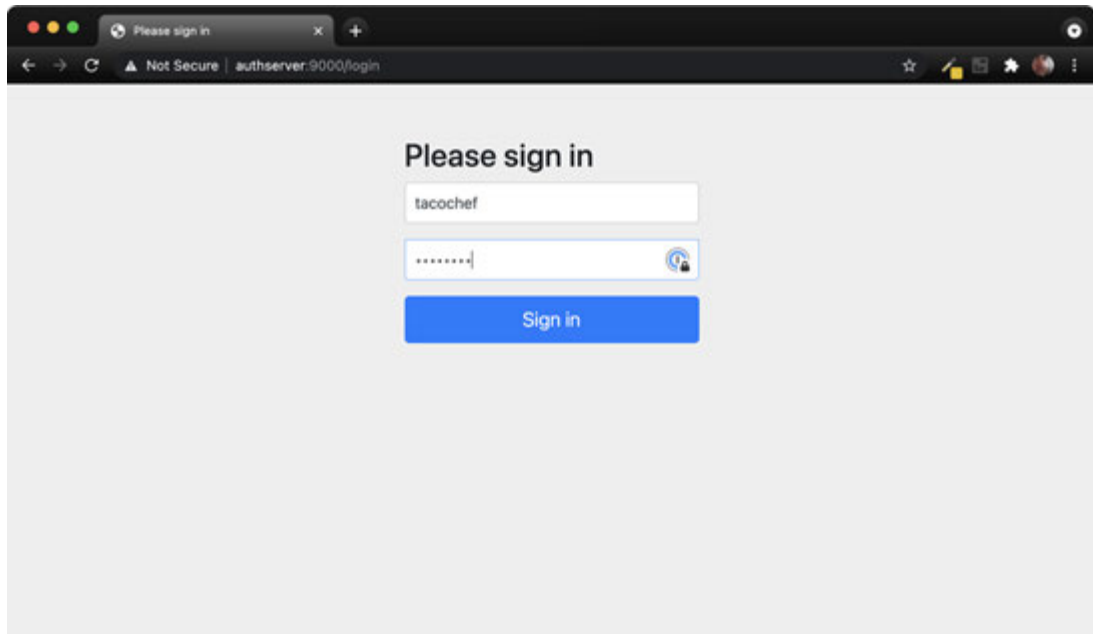 Please sign in
Not Secure | authserver:9000/login
Please sign in
tacochef
••••••••
Sign in